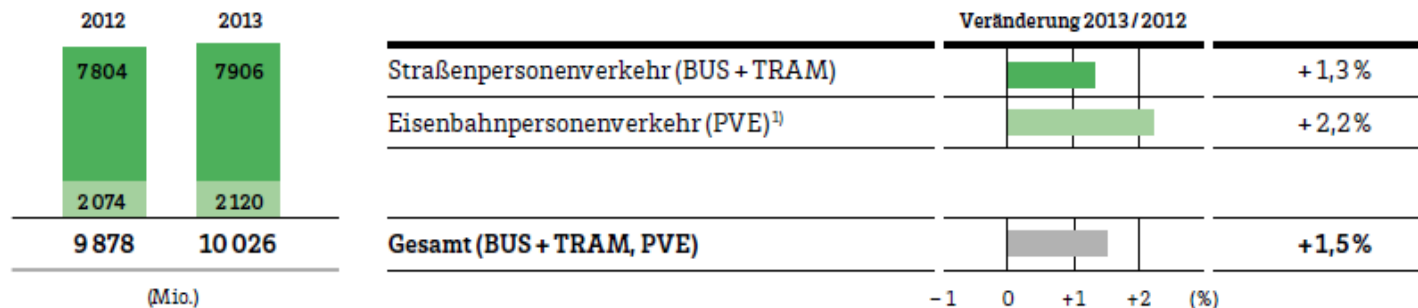 2012 2013 Veränderung 2013/2012
7804 7906 Straßenpersonenverkehr (BUS + TRAM) +1,3 %
Eisenbahnpersonenverkehr (PVE)¹⁾ +2,2%
2 074 2 120
9 878 10 026 Gesamt (BUS + TRAM, PVE) +1,5%
(Mio.) – 1 0 +1 +2 (%)